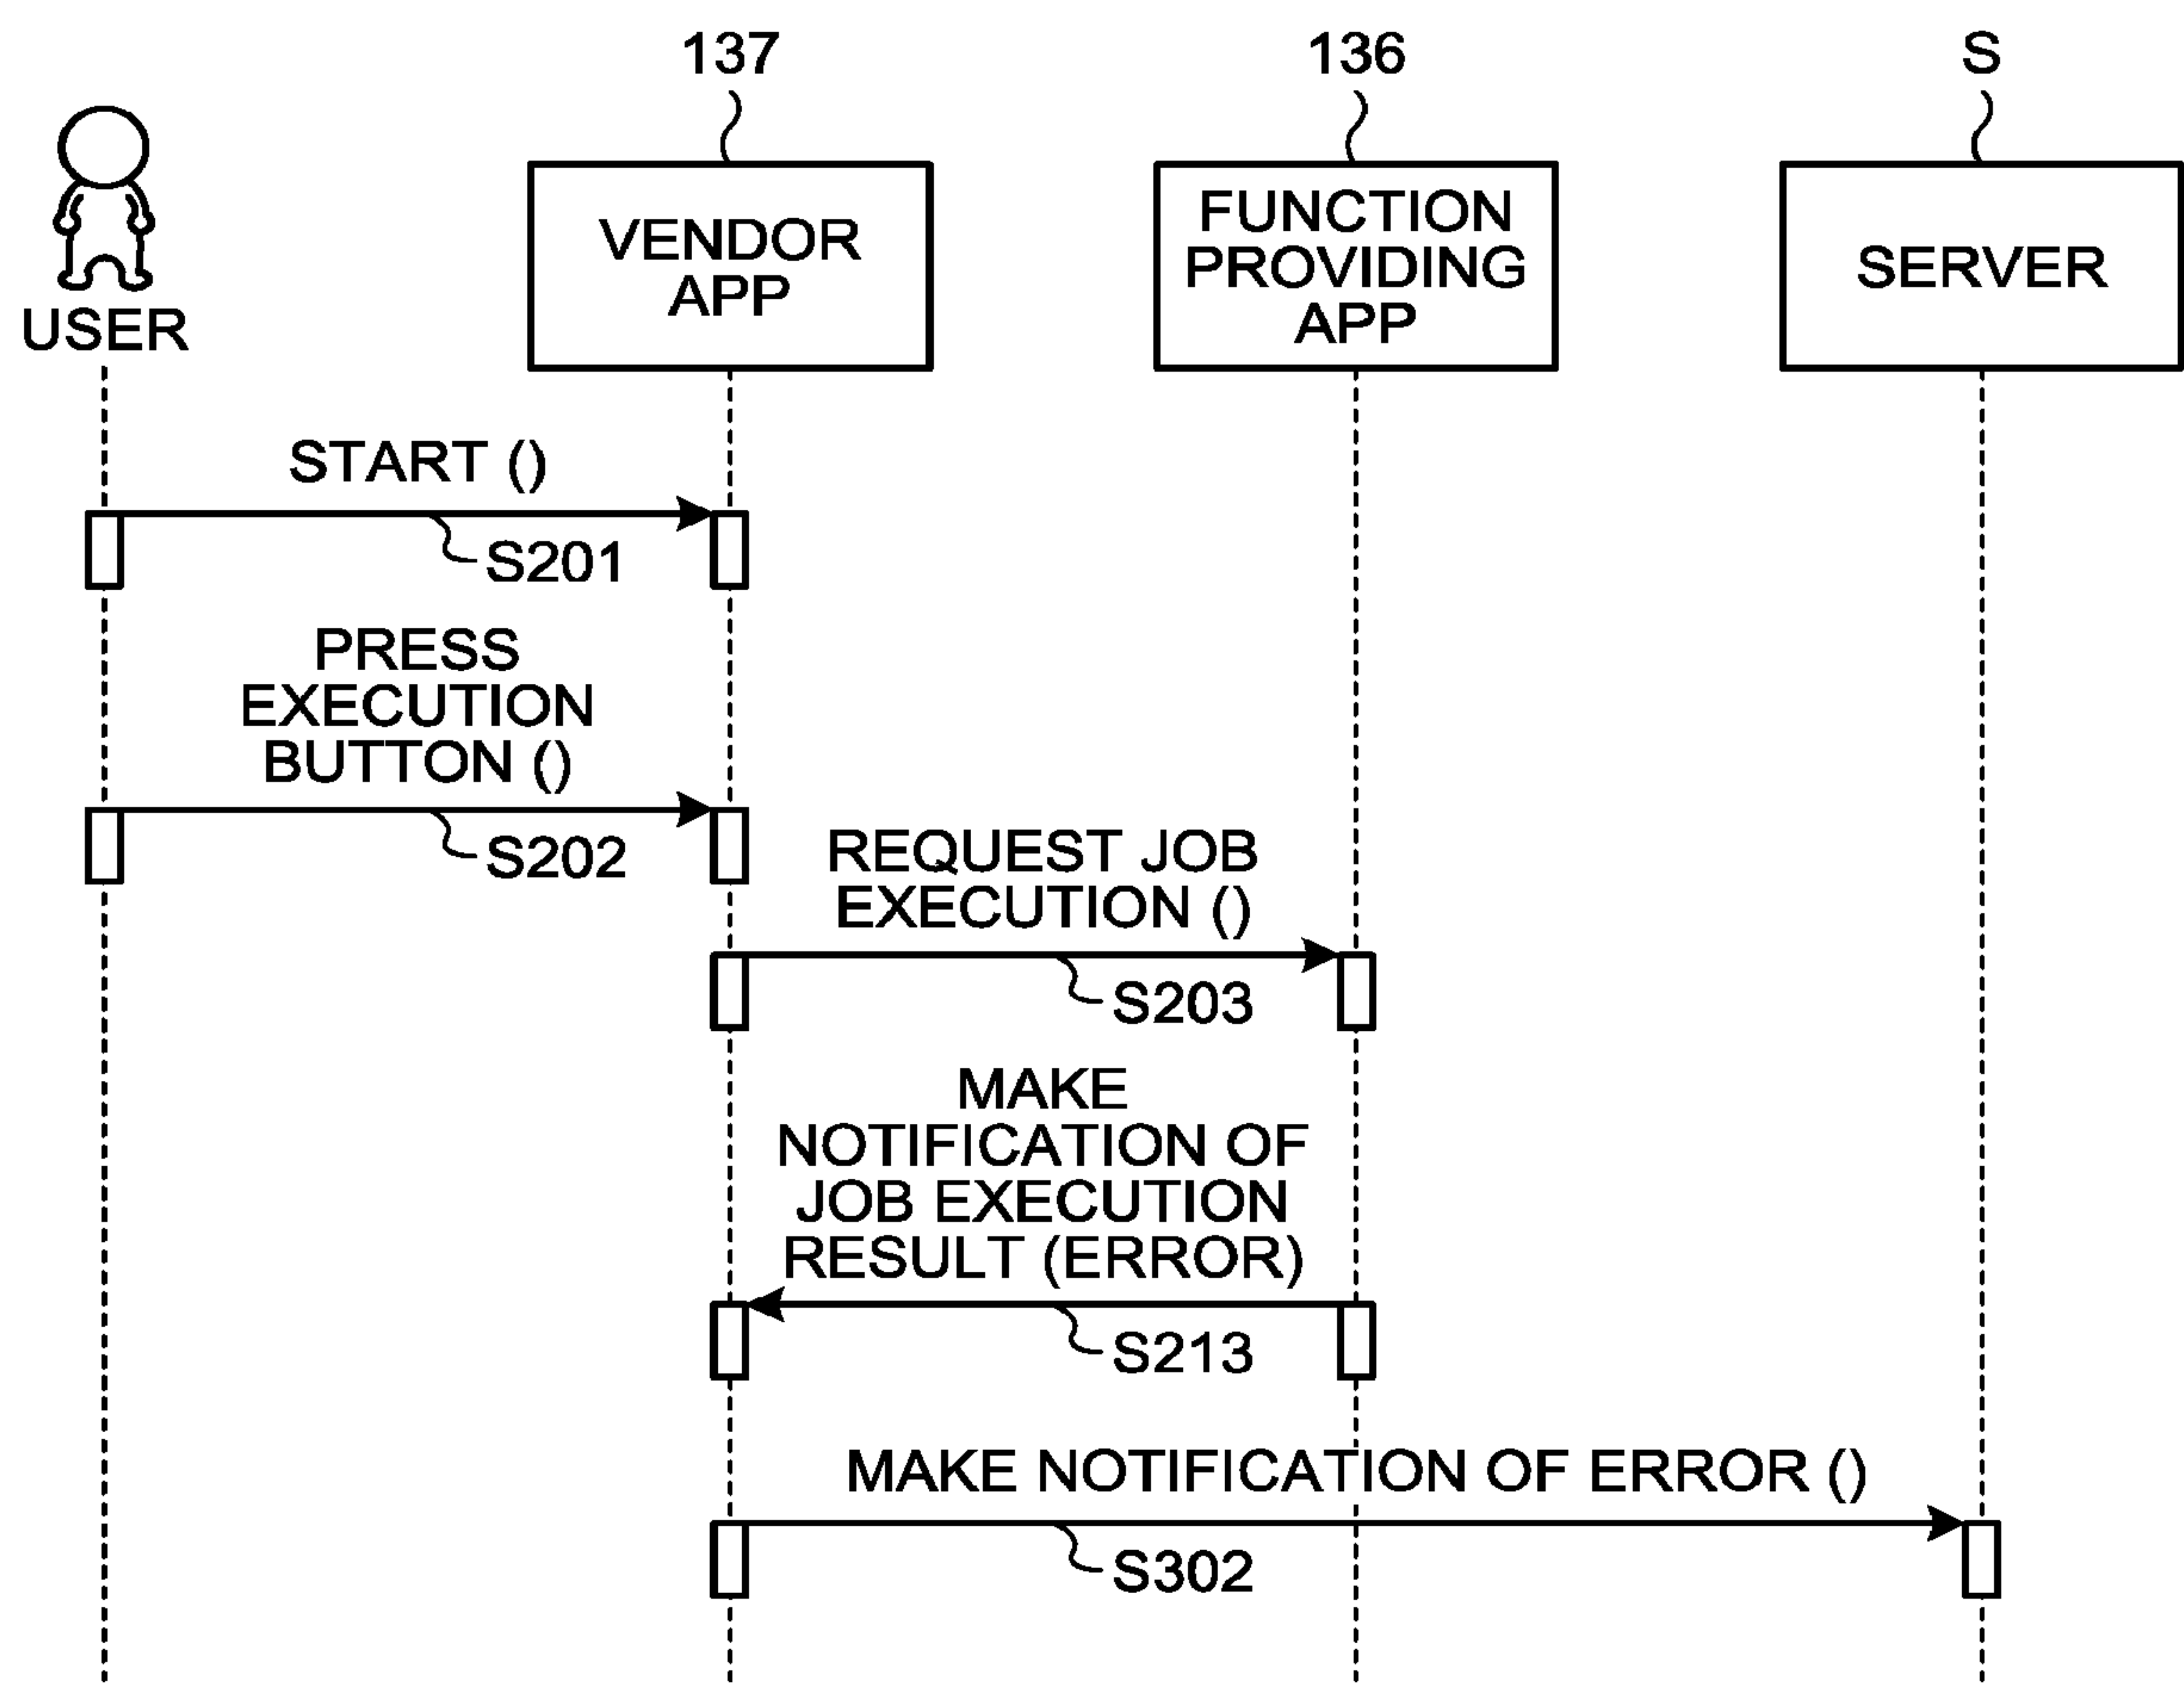 137
136
S
USER
VENDOR
APP
FUNCTION
PROVIDING
APP
SERVER
START ()
S201
PRESS
EXECUTION
BUTTON ()
S202
REQUEST JOB
EXECUTION ()
S203
MAKE
NOTIFICATION OF
JOB EXECUTION
RESULT (ERROR)
S213
MAKE NOTIFICATION OF ERROR ()
S302